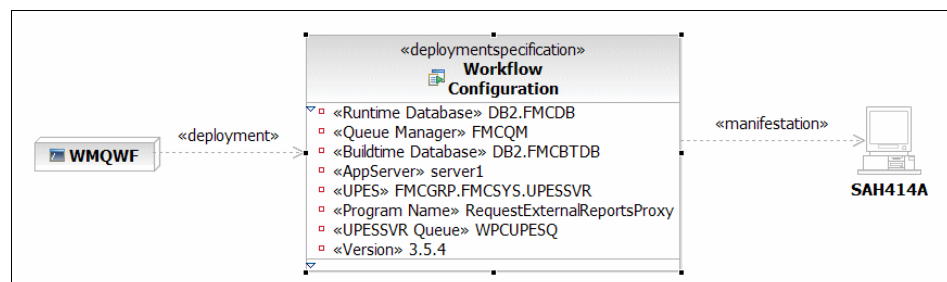 «deploymentspecification»
Workflow
Configuration
«Runtime Database» DB2.FMCDB
«Queue Manager» FMCQM
«Buildtime Database» DB2.FMCBTDB
«AppServer» server1
«UPES» FMCGRP.FMCSYS.UPESSVR
«Program Name» RequestExternalReportsProxy
«UPESSVR Queue» WPCUPESQ
«Version» 3.5.4
WMQWF
«deployment»
«manifestation»
SAH414A